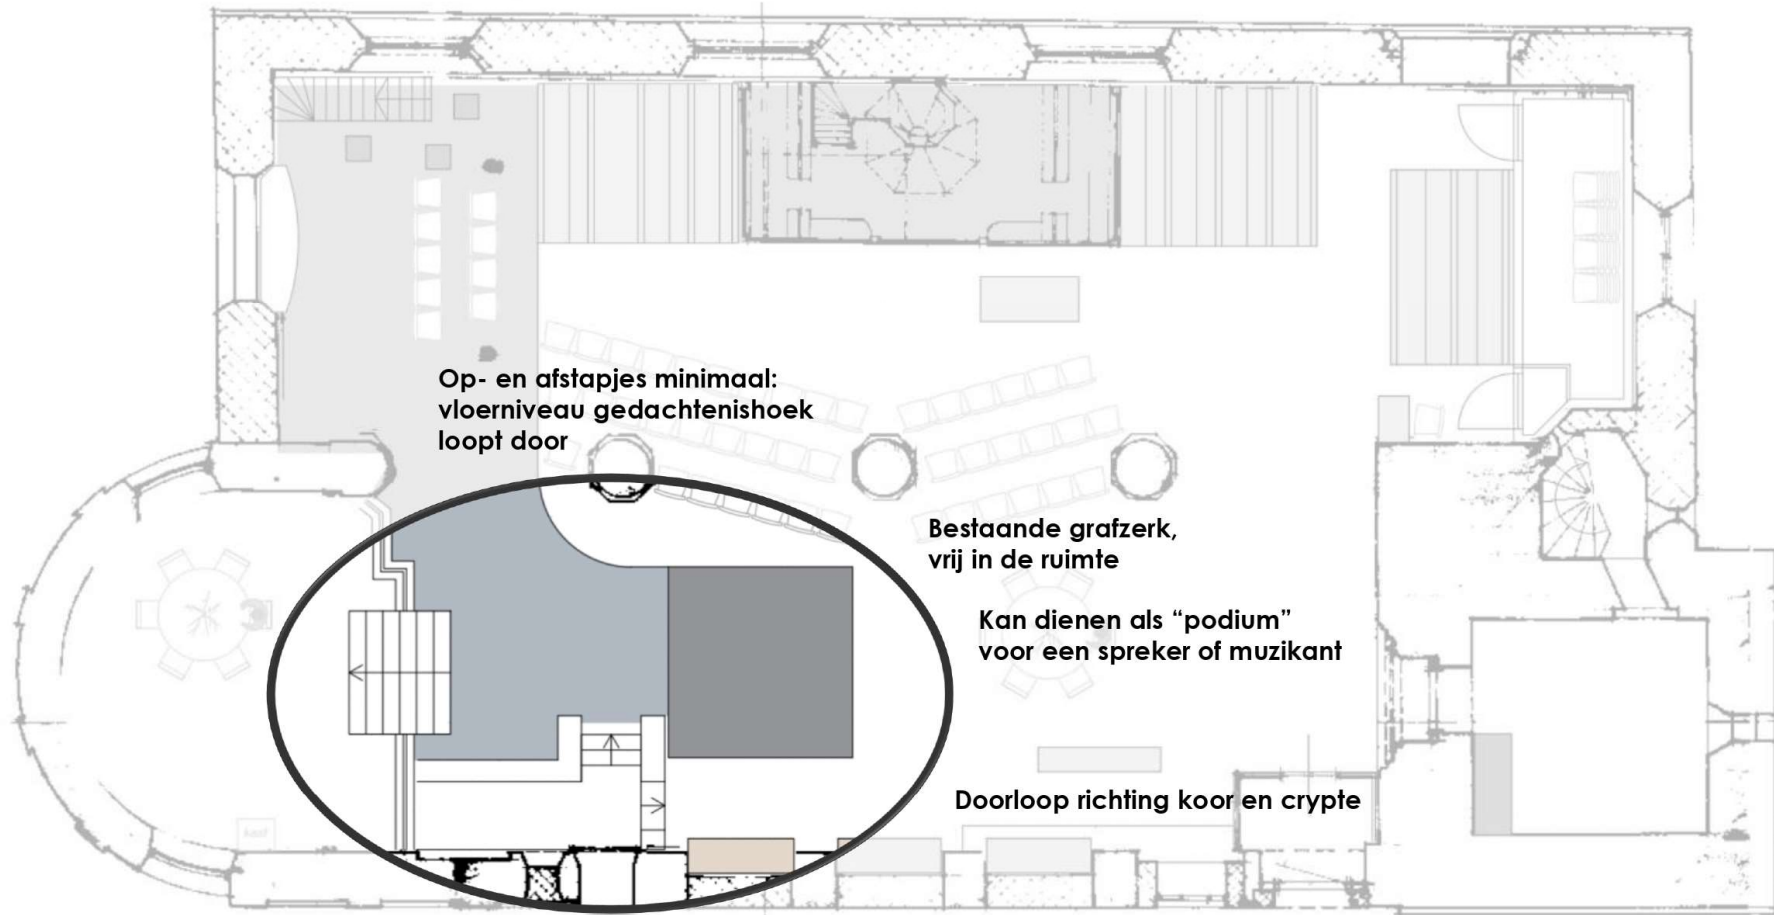 Op- en afstapjes minimaal:
vloerniveau gedachtenishoek
loopt door
Bestaande grafzerk,
vrij in de ruimte
Kan dienen als “podium”
voor een spreker of muzikant
Doorloop richting koor en crypte